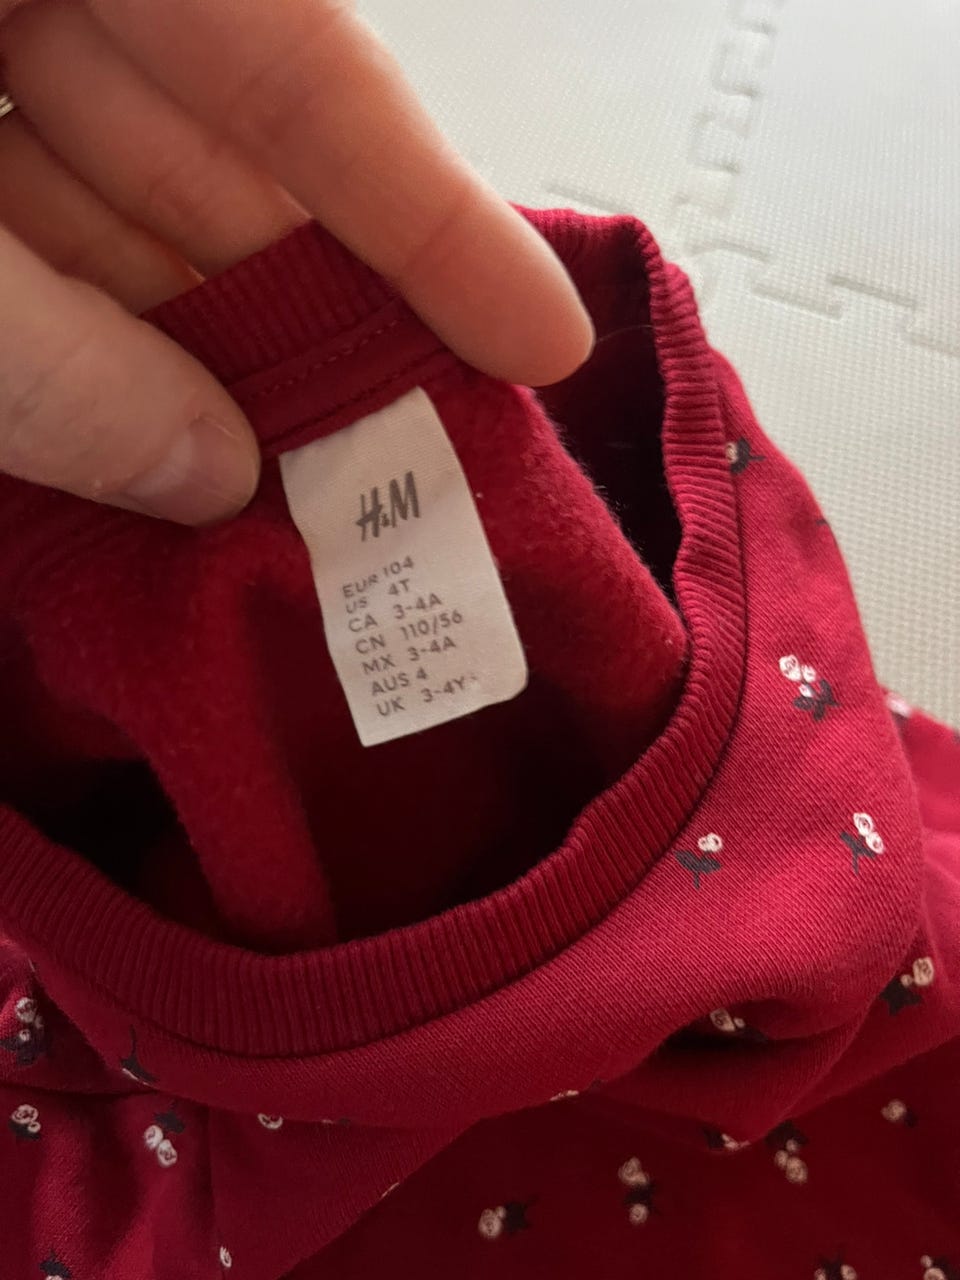 H&M
EUR 104
US 4T
CA 3-4A
CN 110/56
MX 3-4A
AUS 4
UK 3-4Y